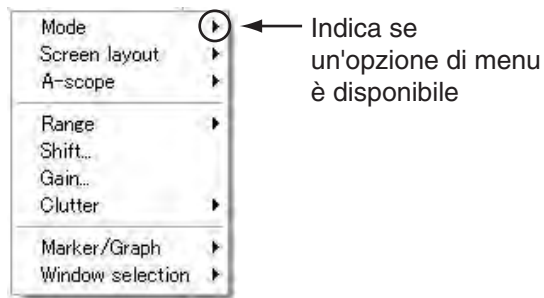 Mode
Screen layout
A-scope
Range
Shift...
Gain...
Clutter
Marker/Graph
Window selection
Indica se
un'opzione di menu
è disponibile